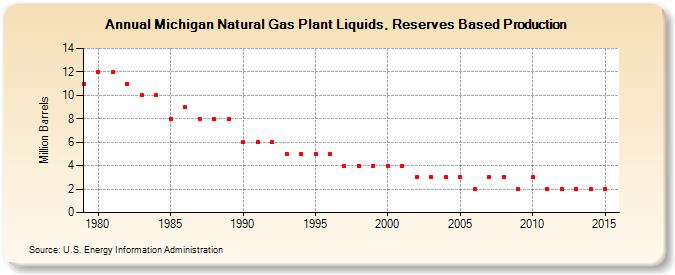 Annual Michigan Natural Gas Plant Liquids, Reserves Based Production
Million Barrels
14
12
10
8
6
4
2
0
1980 1985 1990 1995 2000 2005 2010 2015
Source: U.S. Energy Information Administration